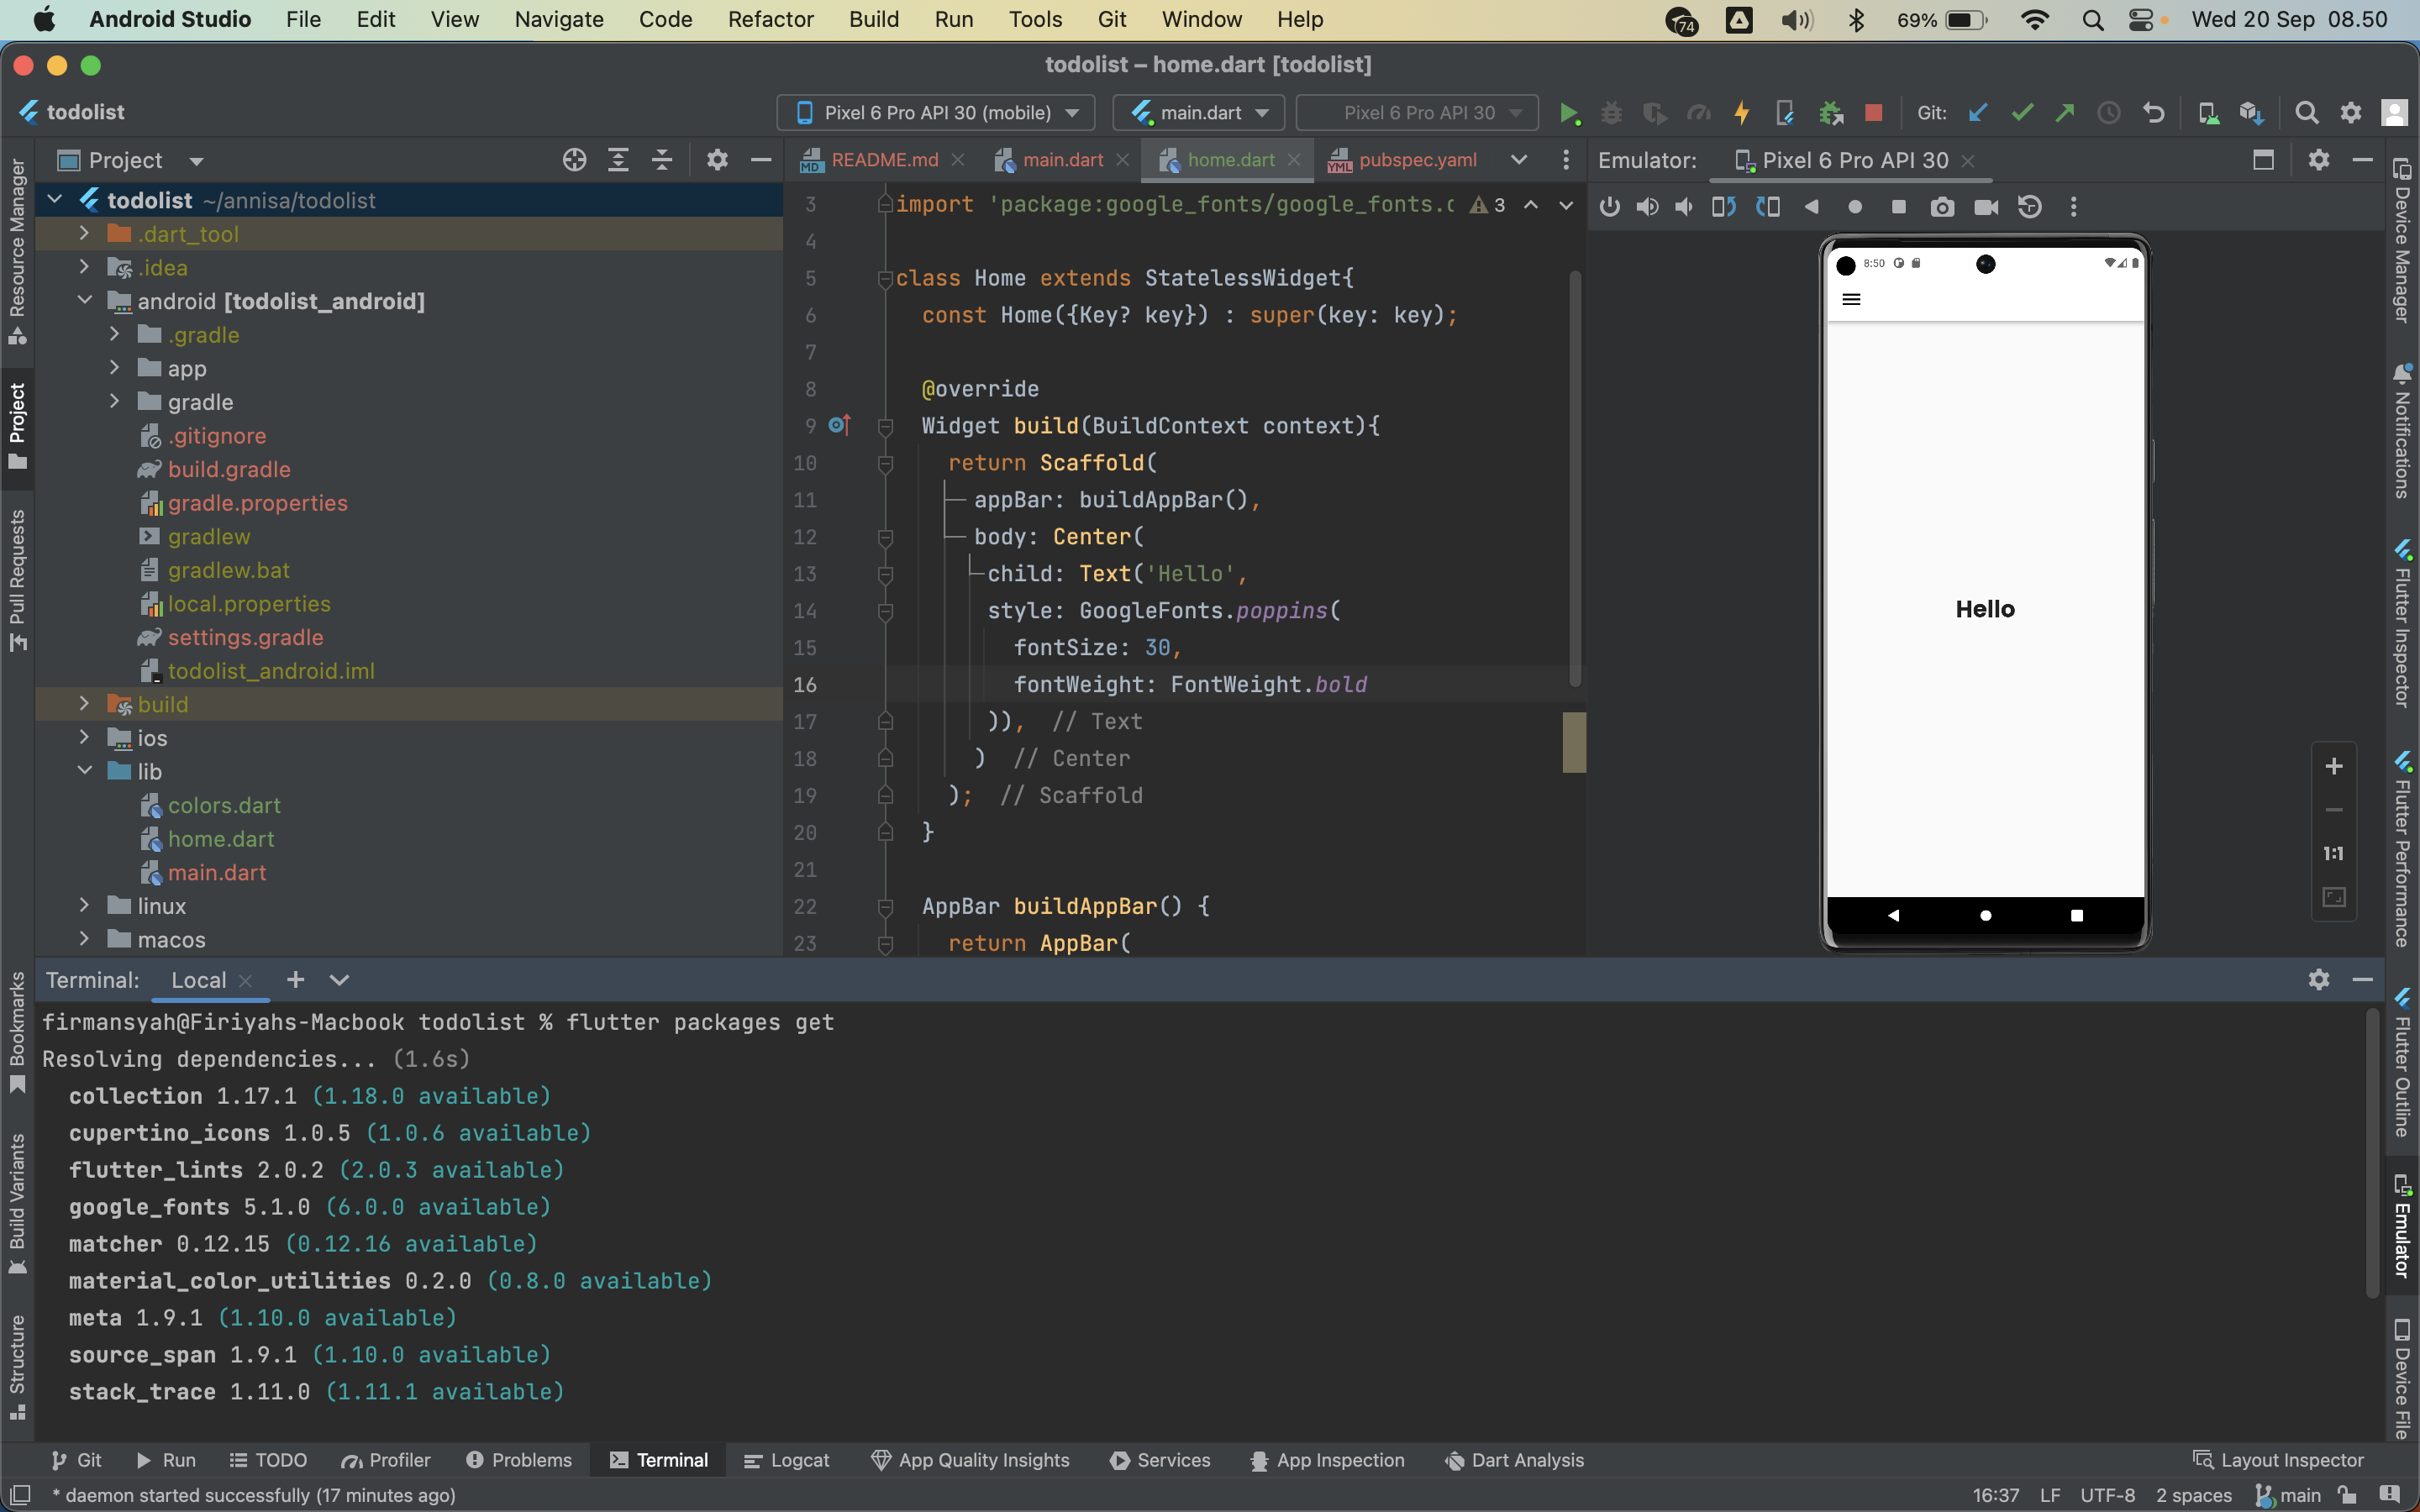 Android Studio File Edit View Navigate Code Refactor Build Run Tools Git Window Help 74 69% Wed 20 Sep 08.50
todolist – home.dart [todolist]
todolist Pixel 6 Pro API 30 (mobile) main.dart Pixel 6 Pro API 30 Git:
Resource Manager
Project
Pull Requests
Bookmarks
Build Variants
Structure
Project
todolist ~/annisa/todolist
.dart_tool
.idea
android [todolist_android]
.gradle
app
gradle
.gitignore
build.gradle
gradle.properties
gradlew
gradlew.bat
local.properties
settings.gradle
todolist_android.iml
build
ios
lib
colors.dart
home.dart
main.dart
linux
macos
MD README.md main.dart home.dart YML pubspec.yaml
3 import 'package:google_fonts/google_fonts.c 3
4
5 class Home extends StatelessWidget{
6 const Home({Key? key}) : super(key: key);
7
8 @override
9 Widget build(BuildContext context){
10 return Scaffold(
11 appBar: buildAppBar(),
12 body: Center(
13 child: Text('Hello',
14 style: GoogleFonts.poppins(
15 fontSize: 30,
16 fontWeight: FontWeight.bold
17 )), // Text
18 ) // Center
19 ); // Scaffold
20 }
21
22 AppBar buildAppBar() {
23 return AppBar(
Emulator: Pixel 6 Pro API 30
8:50
Hello
1:1
Device Manager
Notifications
Flutter Inspector
Flutter Performance
Flutter Outline
Emulator
Device File
Terminal: Local
firmansyah@Firiyahs-Macbook todolist % flutter packages get
Resolving dependencies... (1.6s)
collection 1.17.1 (1.18.0 available)
cupertino_icons 1.0.5 (1.0.6 available)
flutter_lints 2.0.2 (2.0.3 available)
google_fonts 5.1.0 (6.0.0 available)
matcher 0.12.15 (0.12.16 available)
material_color_utilities 0.2.0 (0.8.0 available)
meta 1.9.1 (1.10.0 available)
source_span 1.9.1 (1.10.0 available)
stack_trace 1.11.0 (1.11.1 available)
Git Run TODO Profiler Problems Terminal Logcat App Quality Insights Services App Inspection Dart Analysis Layout Inspector
* daemon started successfully (17 minutes ago) 16:37 LF UTF-8 2 spaces main